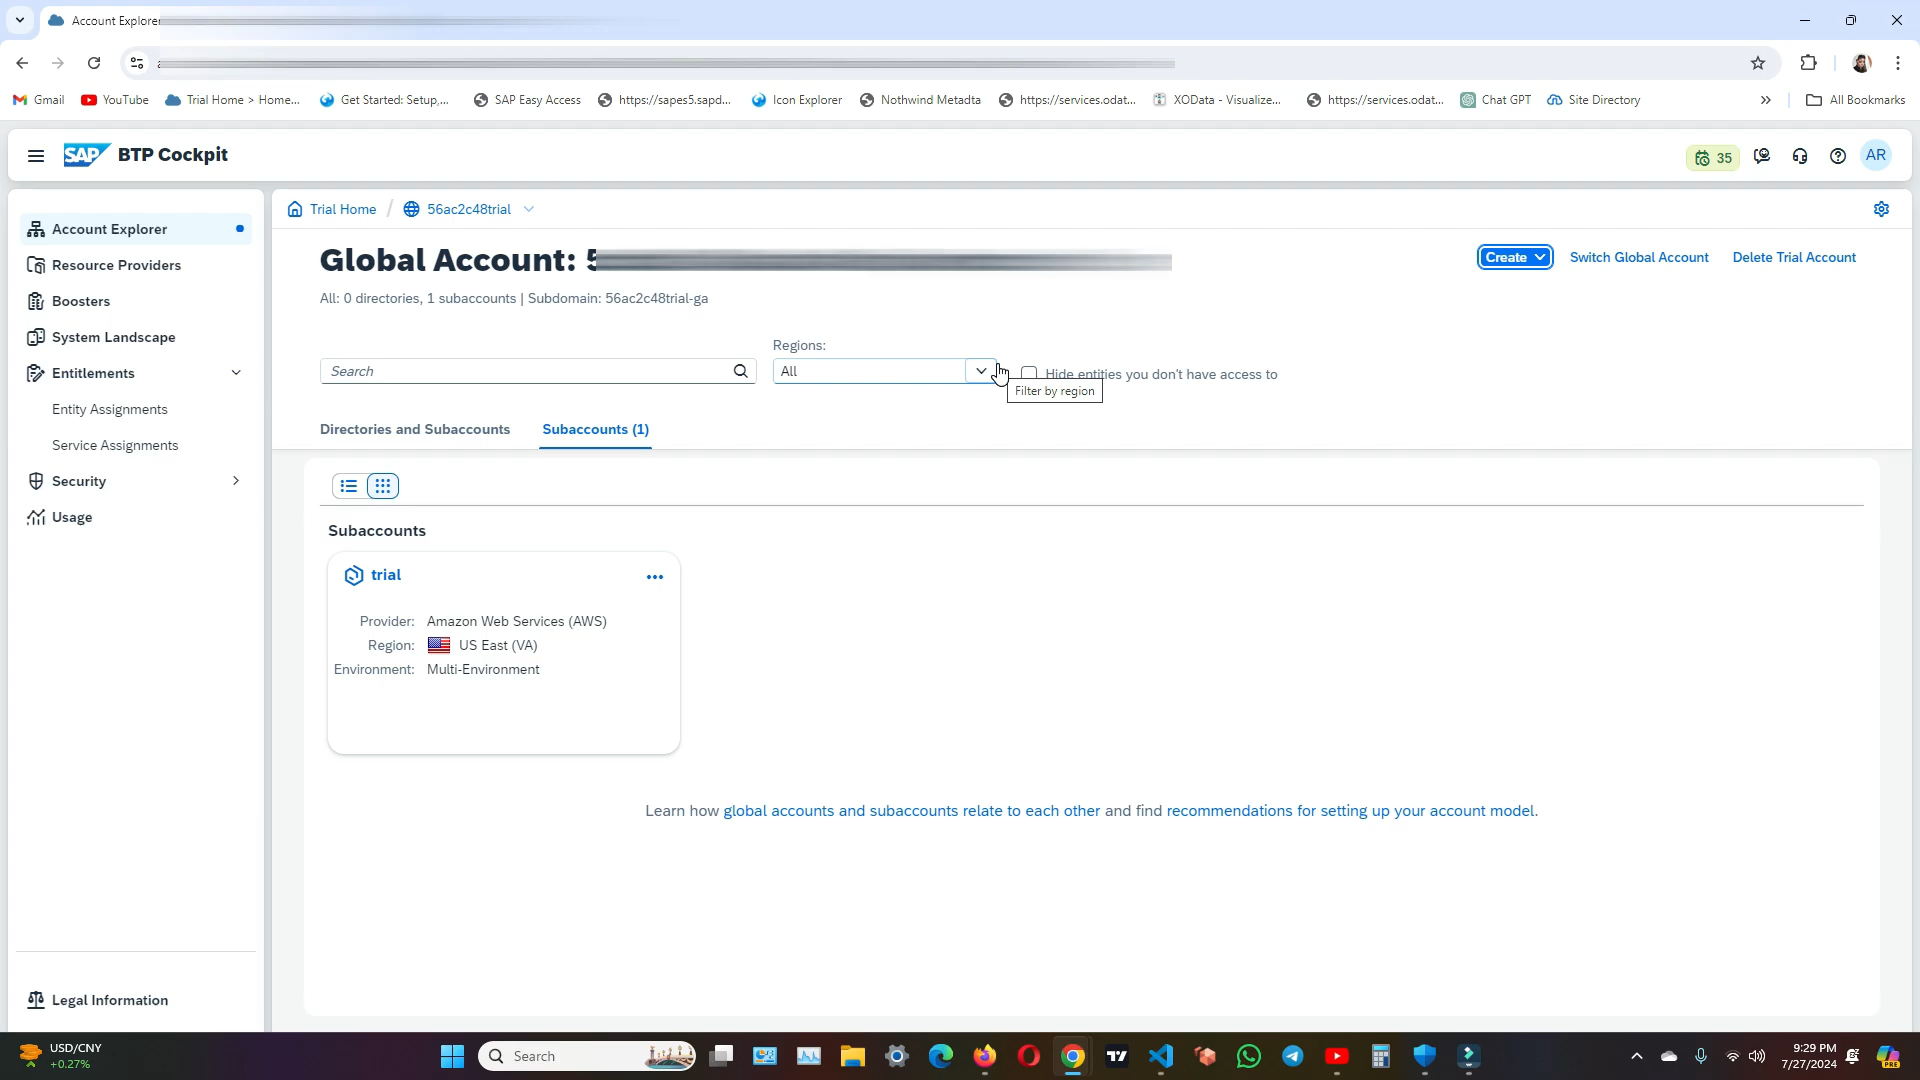 Account Explorer
Gmail YouTube Trial Home > Home... Get Started: Setup,... SAP Easy Access https://sapes5.sapd... Icon Explorer Nothwind Metadta https://services.odat... XOData - Visualize... https://services.odat... Chat GPT Site Directory » All Bookmarks
SAP BTP Cockpit 35 AR
Account Explorer
Resource Providers
Boosters
System Landscape
Entitlements
Entity Assignments
Service Assignments
Security
Usage
Legal Information
Trial Home / 56ac2c48trial
Global Account: 5
Create Switch Global Account Delete Trial Account
All: 0 directories, 1 subaccounts | Subdomain: 56ac2c48trial-ga
Regions:
Search All Hide entities you don't have access to
Filter by region
Directories and Subaccounts Subaccounts (1)
Subaccounts
trial
Provider: Amazon Web Services (AWS)
Region: US East (VA)
Environment: Multi-Environment
Learn how global accounts and subaccounts relate to each other and find recommendations for setting up your account model.
USD/CNY
+0.27%
Search
9:29 PM
7/27/2024
PRE